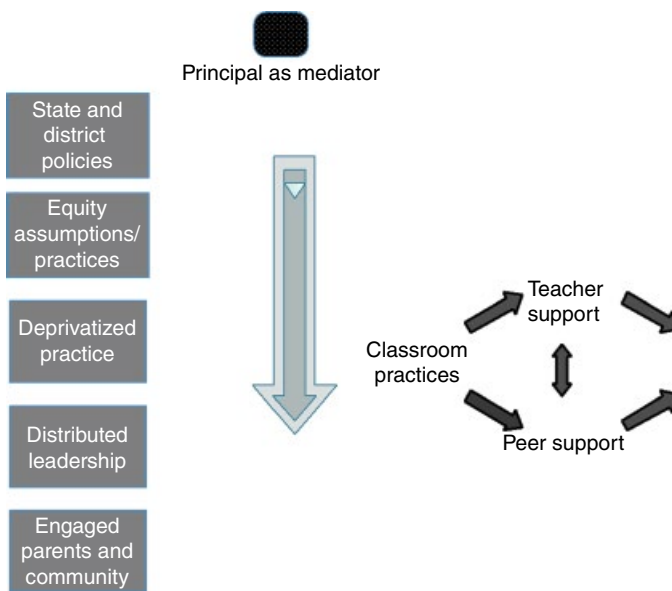 Principal as mediator
State and
district
policies
Equity
assumptions/
practices
Deprivatized
practice
Distributed
leadership
Engaged
parents and
community
Classroom
practices
Teacher
support
Peer support